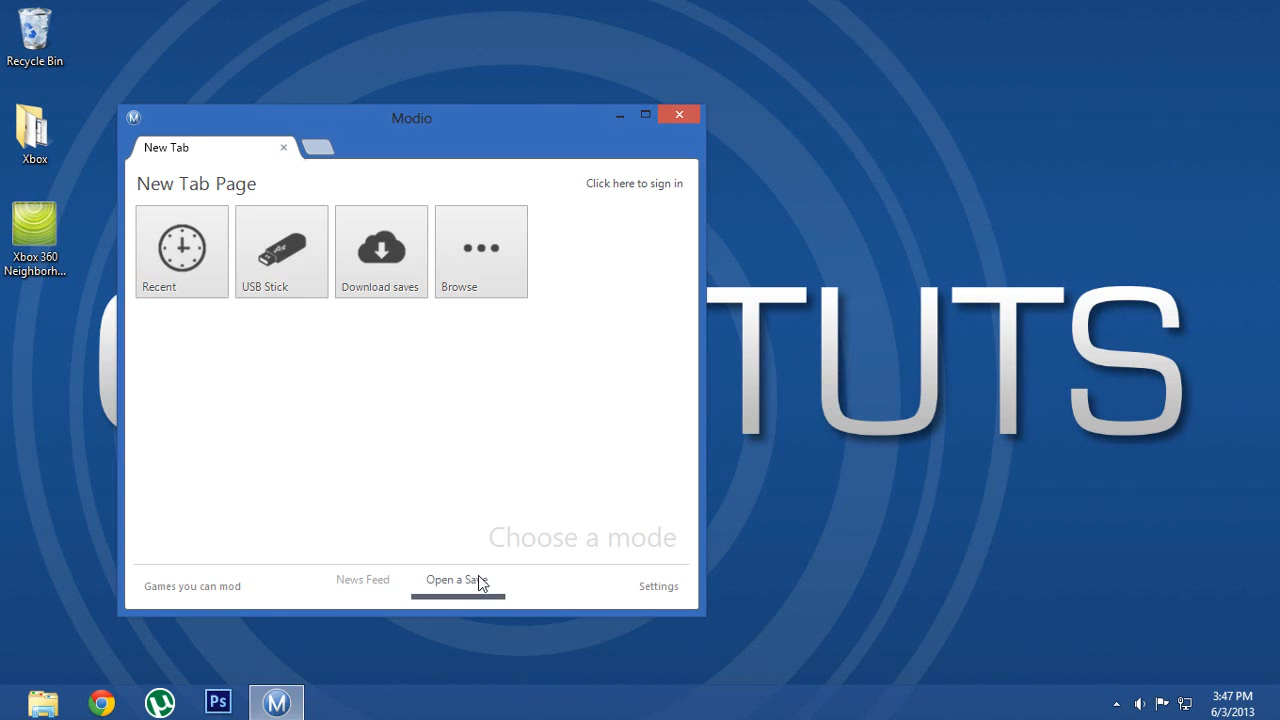 Recycle Bin
Xbox
Xbox 360
Neighborh...
Modio
New Tab
New Tab Page
Click here to sign in
Recent
USB Stick
Download saves
Browse
TUTS
Choose a mode
Games you can mod
News Feed
Open a Save
Settings
Ps
M
3:47 PM
6/3/2013